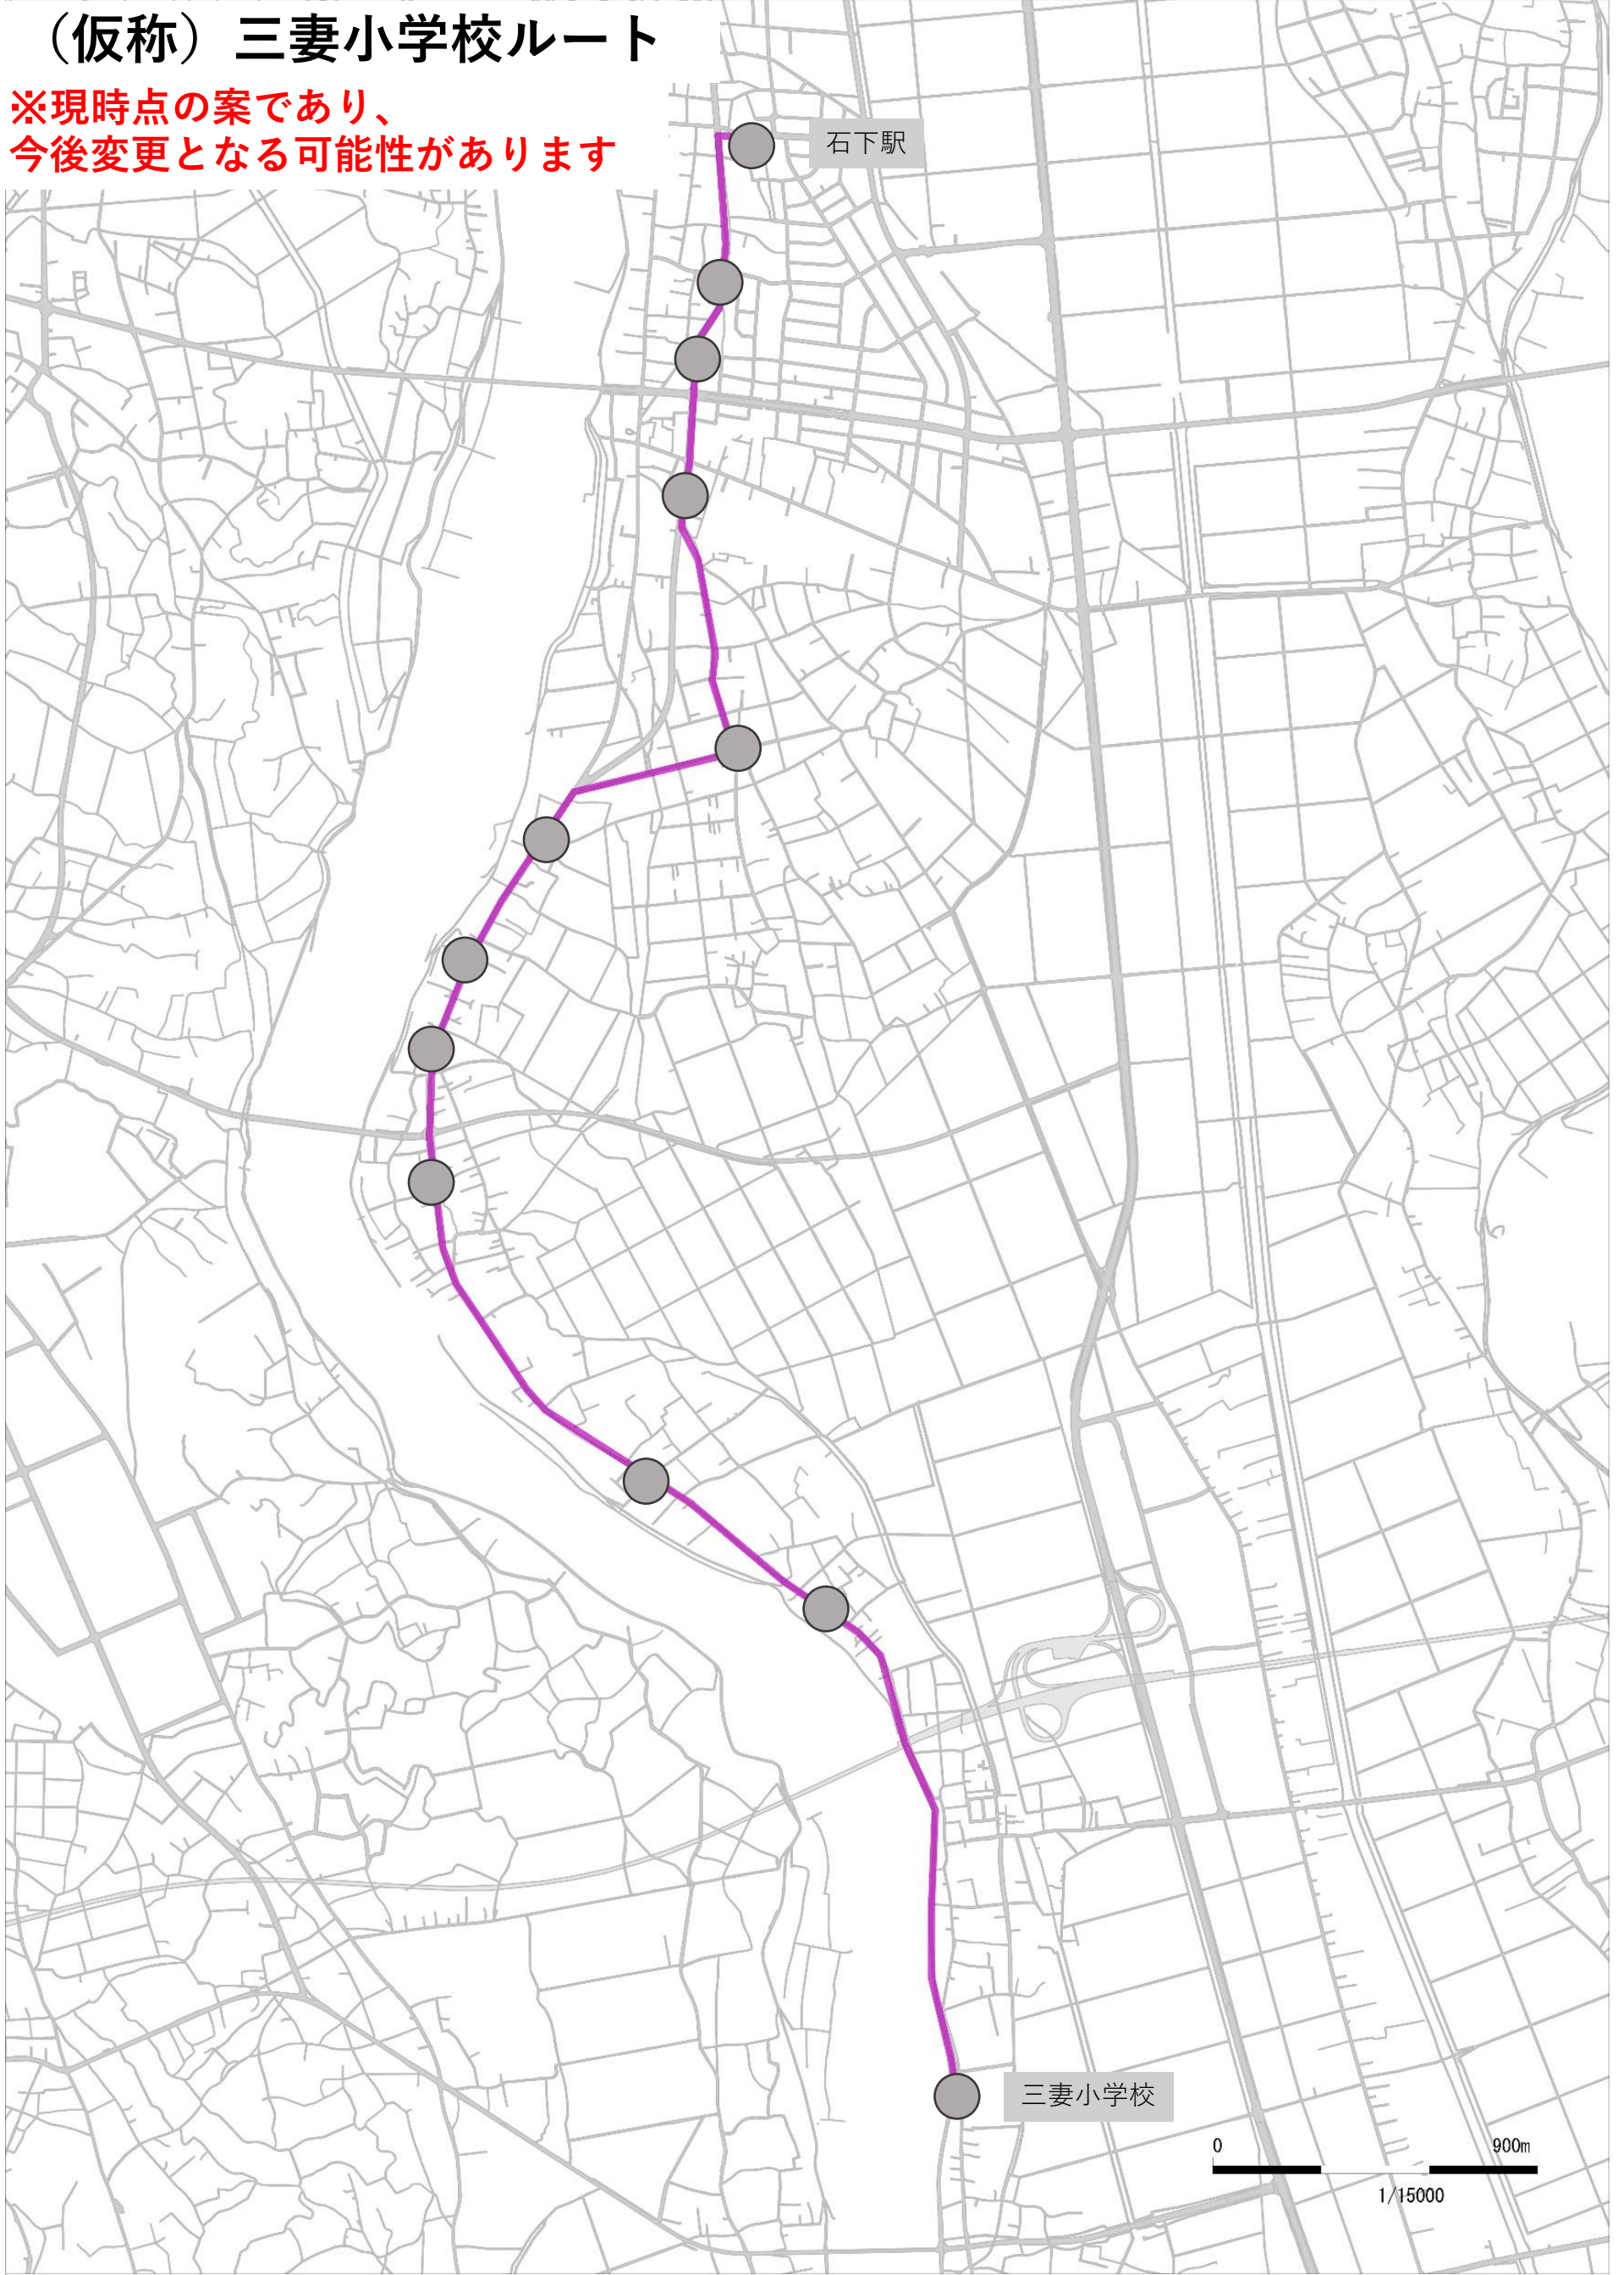 （仮称）三妻小学校ルート
※現時点の案であり、
今後変更となる可能性があります
石下駅
三妻小学校
0 900m
1/15000